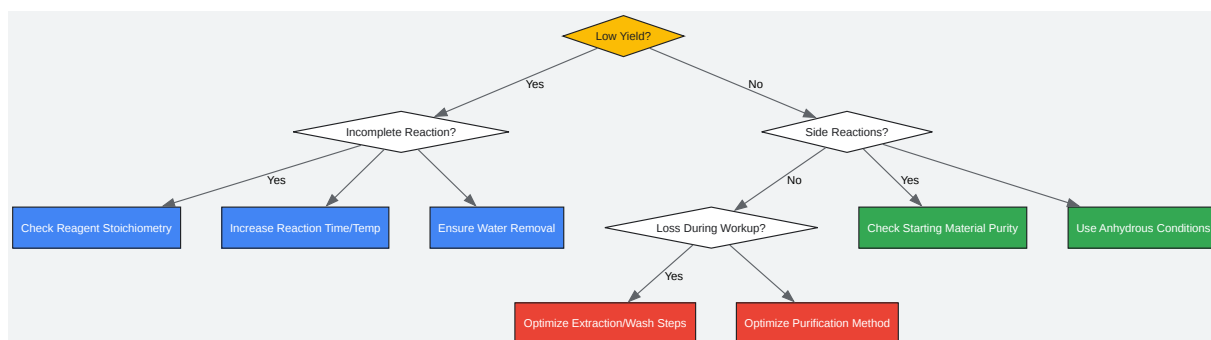 Low Yield?
Yes
No
Incomplete Reaction?
Side Reactions?
Yes
No
Yes
Check Reagent Stoichiometry
Increase Reaction Time/Temp
Ensure Water Removal
Loss During Workup?
Check Starting Material Purity
Use Anhydrous Conditions
Yes
Optimize Extraction/Wash Steps
Optimize Purification Method